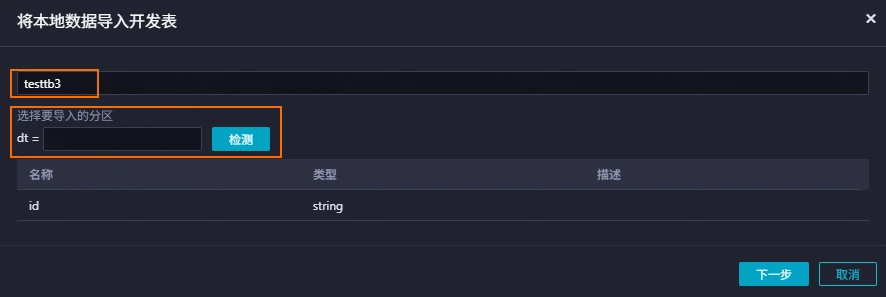 将本地数据导入开发表
testtb3
选择要导入的分区
dt = 检测
名称 类型 描述
id string
下一步 取消